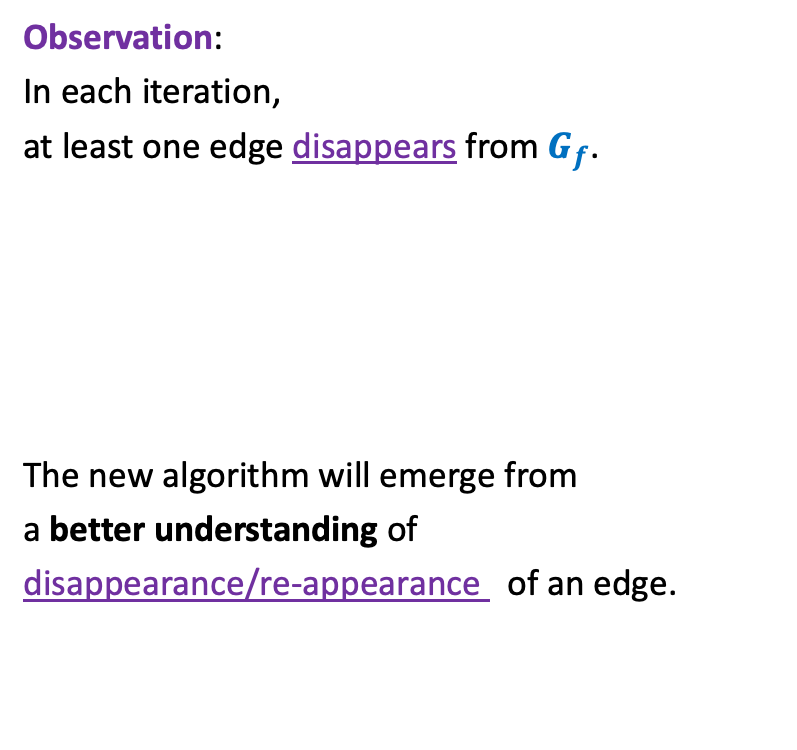 Observation:
In each iteration,
at least one edge disappears from G_f.
The new algorithm will emerge from
a better understanding of
disappearance/re-appearance of an edge.